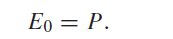 E₀ = P.